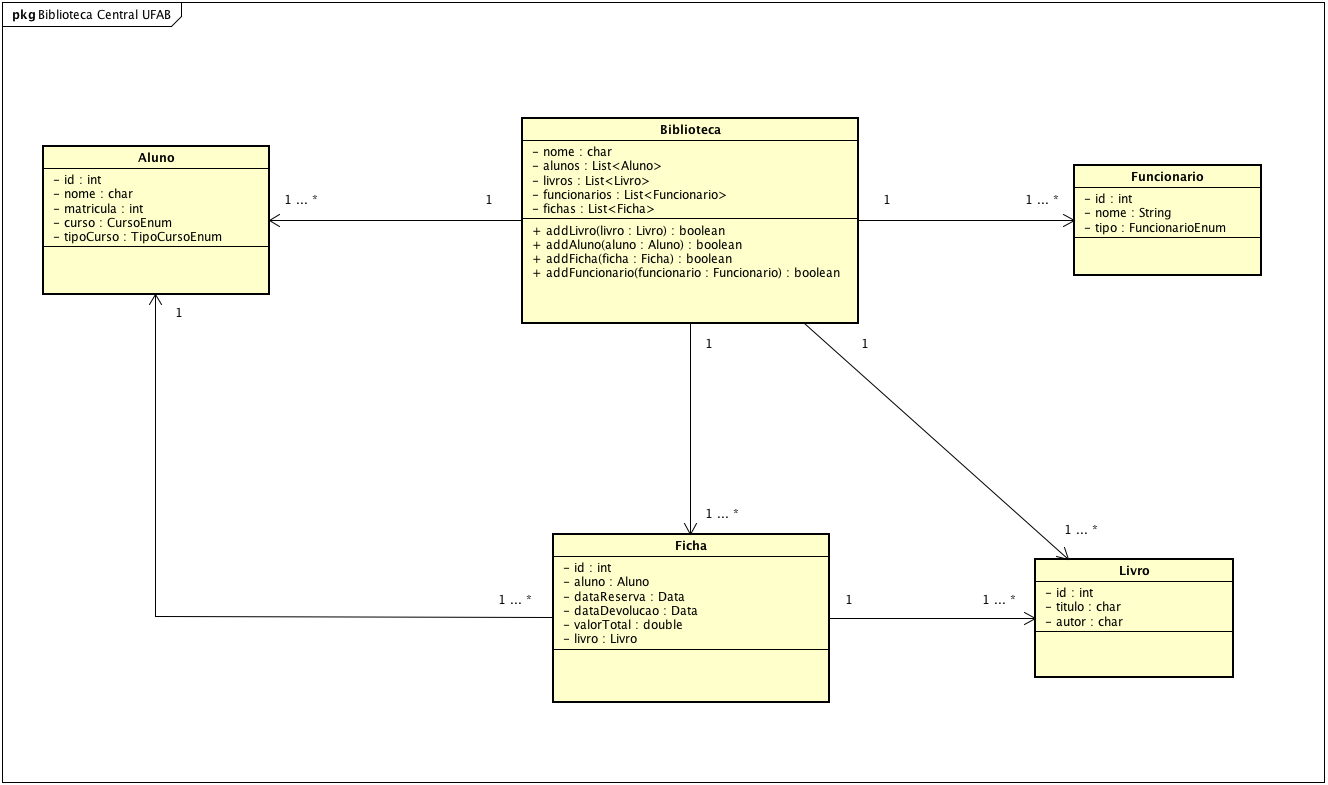 pkg Biblioteca Central UFAB
Biblioteca
- nome : char
- alunos : List<Aluno>
- livros : List<Livro>
- funcionarios : List<Funcionario>
- fichas : List<Ficha>
+ addLivro(livro : Livro) : boolean
+ addAluno(aluno : Aluno) : boolean
+ addFicha(ficha : Ficha) : boolean
+ addFuncionario(funcionario : Funcionario) : boolean
Aluno
- id : int
- nome : char
- matricula : int
- curso : CursoEnum
- tipoCurso : TipoCursoEnum
1 ... *
1
1
1 ... *
Funcionario
- id : int
- nome : String
- tipo : FuncionarioEnum
1
1
1
1 ... *
1 ... *
Ficha
- id : int
- aluno : Aluno
- dataReserva : Data
- dataDevolucao : Data
- valorTotal : double
- livro : Livro
1 ... *
1
1 ... *
Livro
- id : int
- titulo : char
- autor : char